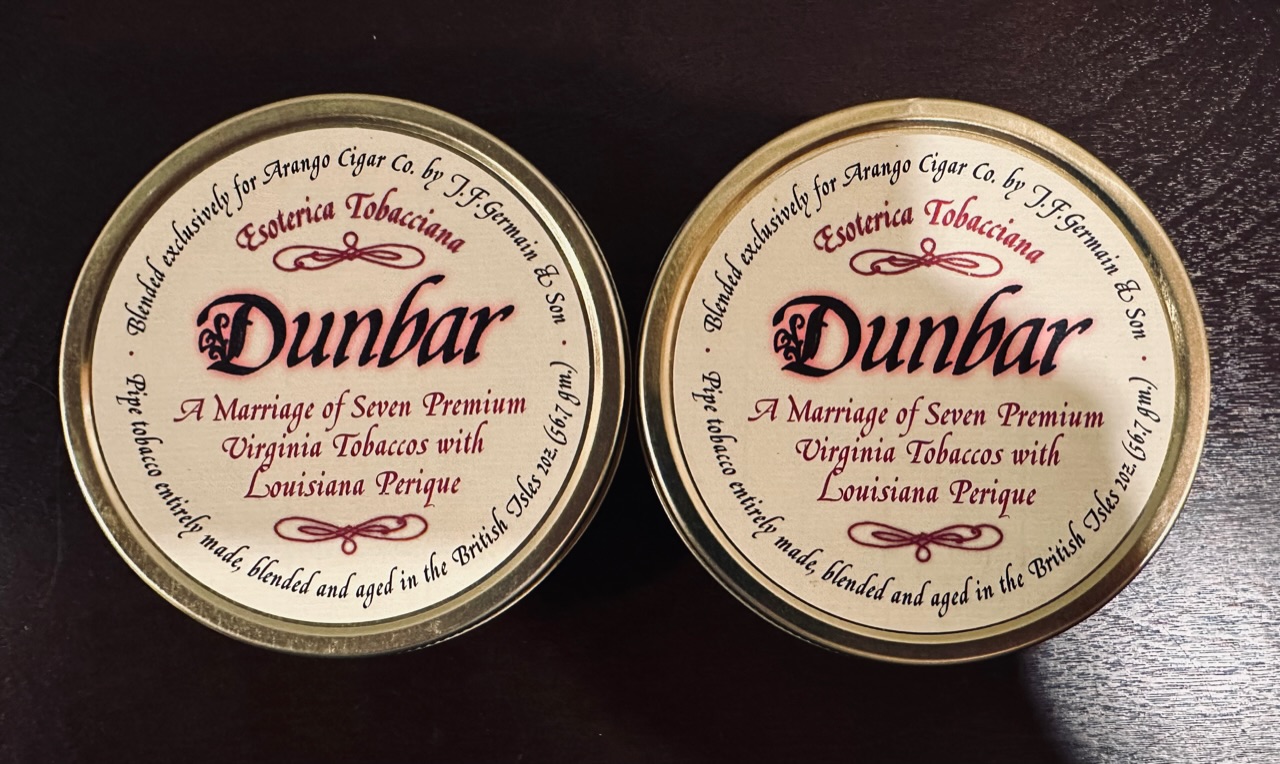 Blended exclusively for Arango Cigar Co. by J.F.Germain & Son
Esoterica Tobacciana
Dunbar
A Marriage of Seven Premium
Virginia Tobaccos with
Louisiana Perique
Pipe tobacco entirely made, blended and aged in the British Isles 2oz.(56,7 gm.)
Blended exclusively for Arango Cigar Co. by J.F.Germain & Son
Esoterica Tobacciana
Dunbar
A Marriage of Seven Premium
Virginia Tobaccos with
Louisiana Perique
Pipe tobacco entirely made, blended and aged in the British Isles 2oz.(56,7 gm.)